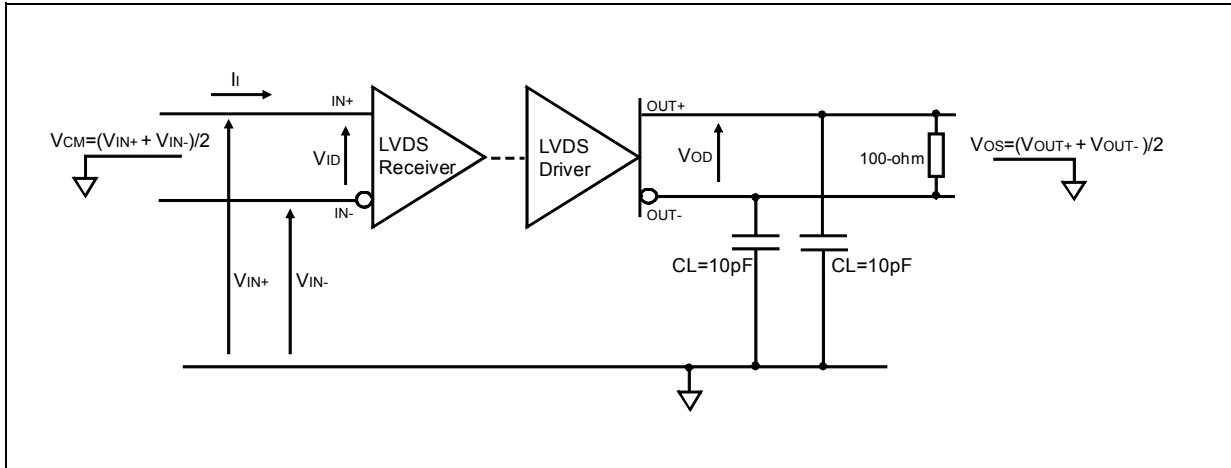 II
IN+
VCM=(VIN+ + VIN-)/2
VID
LVDS
Receiver
IN-
VIN+
VIN-
LVDS
Driver
OUT+
VOD
OUT-
100-ohm
VOS=(VOUT+ + VOUT- )/2
CL=10pF
CL=10pF